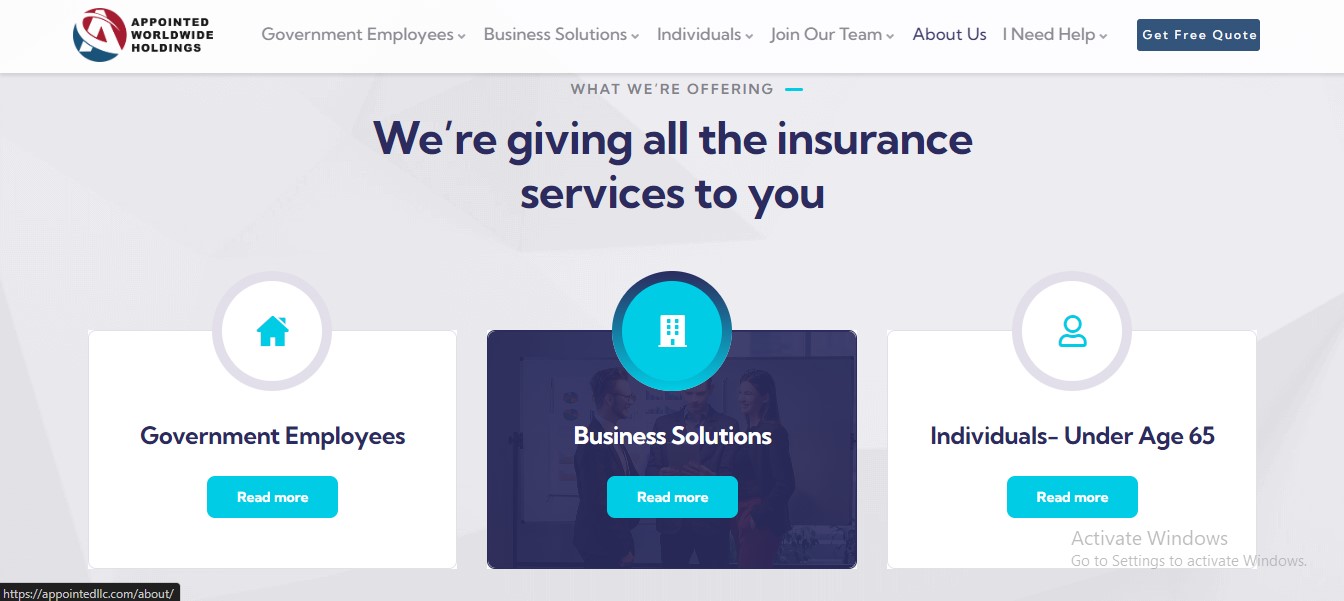 APPOINTED
WORLDWIDE
HOLDINGS
Government Employees
Business Solutions
Individuals
Join Our Team
About Us
I Need Help
Get Free Quote
WHAT WE'RE OFFERING
We're giving all the insurance
services to you
Government Employees
Read more
Business Solutions
Read more
Individuals- Under Age 65
Read more
Activate Windows
Go to Settings to activate Windows.
https://appointedllc.com/about/